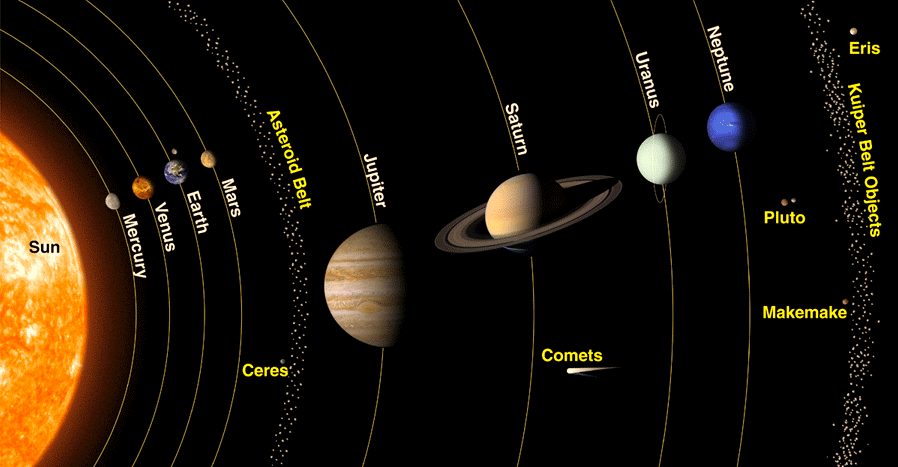 Sun
Mercury
Venus
Earth
Mars
Asteroid Belt
Ceres
Jupiter
Saturn
Comets
Uranus
Neptune
Pluto
Makemake
Eris
Kuiper Belt Objects